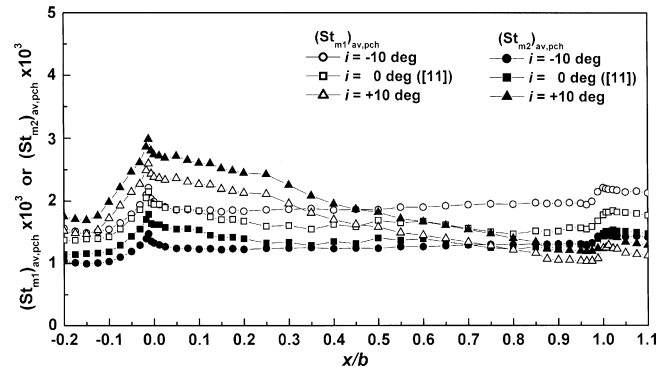 5
4
3
2
1
0
(St_m1)_av,pch x10^3 or (St_m2)_av,pch x10^3
(St_m1)_av,pch
i = -10 deg
i = 0 deg ([11])
i = +10 deg
(St_m2)_av,pch
i = -10 deg
i = 0 deg ([11])
i = +10 deg
-0.2 -0.1 0.0 0.1 0.2 0.3 0.4 0.5 0.6 0.7 0.8 0.9 1.0 1.1
x/b